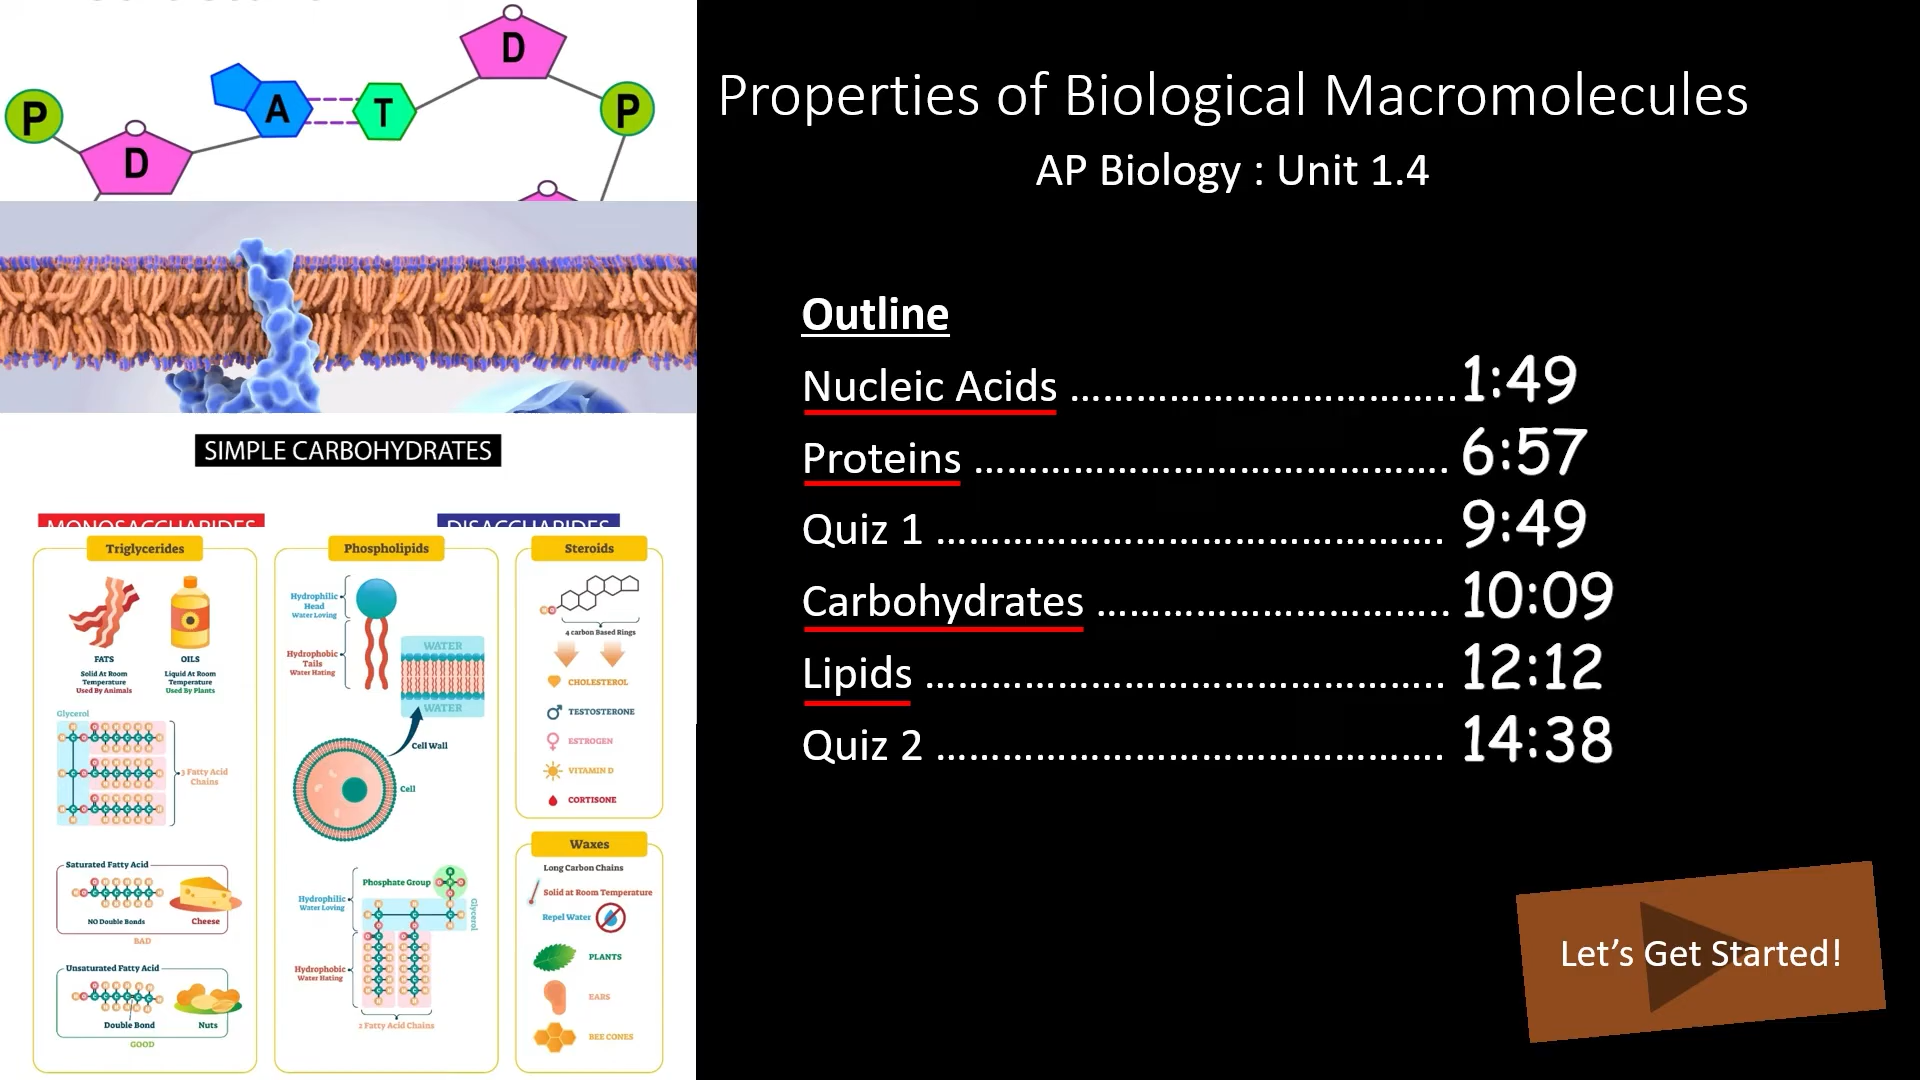 D
P
A
T
P
D
SIMPLE CARBOHYDRATES
MONOSACCHARIDES
DISACCHARIDES
Triglycerides
FATS
OILS
Solid At Room
Temperature
Used By Animals
Liquid At Room
Temperature
Used By Plants
Glycerol
3 Fatty Acid
Chains
Saturated Fatty Acid
NO Double Bonds
Cheese
BAD
Unsaturated Fatty Acid
Double Bond
Nuts
GOOD
Phospholipids
Hydrophilic
Head
Water Loving
Hydrophobic
Tails
Water Hating
WATER
WATER
Cell Wall
Cell
Phosphate Group
Hydrophilic
Water Loving
Glycerol
Hydrophobic
Water Hating
2 Fatty Acid Chains
Steroids
4 carbon Based Rings
CHOLESTEROL
TESTOSTERONE
ESTROGEN
VITAMIN D
CORTISONE
Waxes
Long Carbon Chains
Solid at Room Temperature
Repel Water
PLANTS
EARS
BEE CONES
Properties of Biological Macromolecules
AP Biology : Unit 1.4
Outline
Nucleic Acids ……………………………….. 1:49
Proteins ……………………………………. 6:57
Quiz 1 ………………………………………. 9:49
Carbohydrates ………………………….. 10:09
Lipids ……………………………………….. 12:12
Quiz 2 ………………………………………. 14:38
Let’s Get Started!